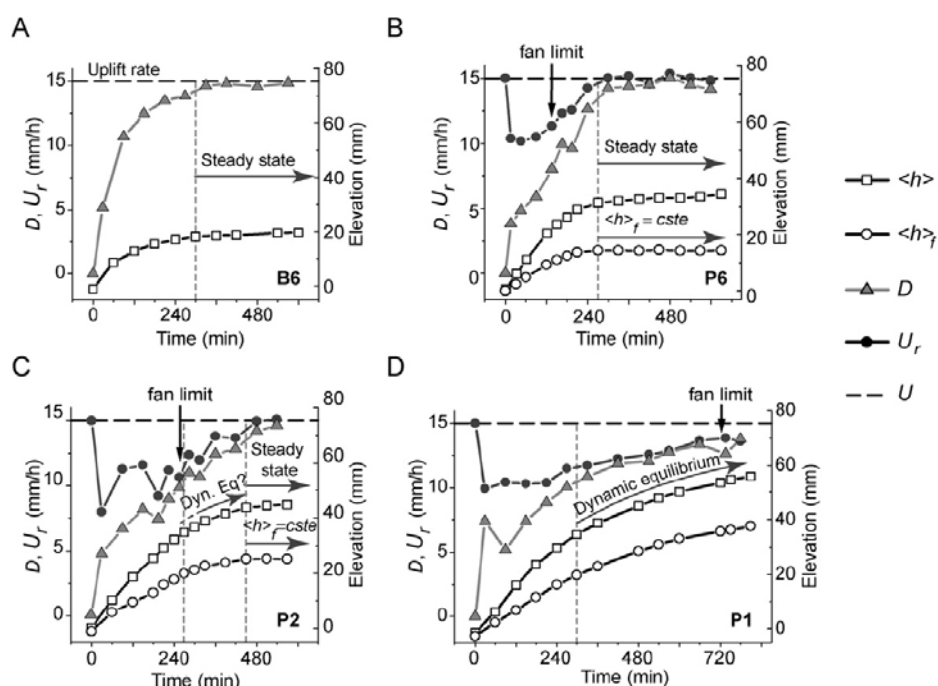 A
Uplift rate
15
10
5
0
D, Ur (mm/h)
80
60
40
20
0
Elevation (mm)
Steady state
B6
0 240 480
Time (min)
B
fan limit
15
10
5
0
D, Ur (mm/h)
80
60
40
20
0
Elevation (mm)
Steady state
<h>f = cste
P6
0 240 480
Time (min)
C
fan limit
15
10
5
0
D, Ur (mm/h)
80
60
40
20
0
Elevation (mm)
Steady
state
Dyn. Eq?
<h>f=cste
P2
0 240 480
Time (min)
D
fan limit
15
10
5
0
D, Ur (mm/h)
80
60
40
20
0
Elevation (mm)
Dynamic equilibrium
P1
0 240 480 720
Time (min)
<h>
<h>f
D
Ur
U